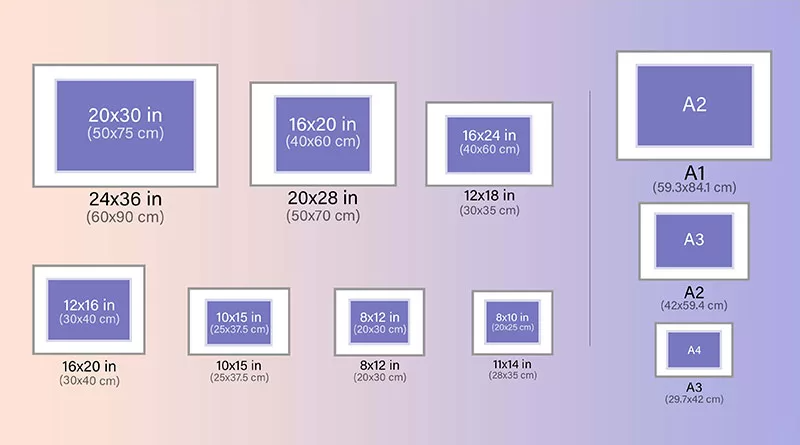 20x30 in
(50x75 cm)
24x36 in
(60x90 cm)
16x20 in
(40x60 cm)
20x28 in
(50x70 cm)
16x24 in
(40x60 cm)
12x18 in
(30x35 cm)
12x16 in
(30x40 cm)
16x20 in
(30x40 cm)
10x15 in
(25x37.5 cm)
10x15 in
(25x37.5 cm)
8x12 in
(20x30 cm)
8x12 in
(20x30 cm)
8x10 in
(20x25 cm)
11x14 in
(28x35 cm)
A2
A1
(59.3x84.1 cm)
A3
A2
(42x59.4 cm)
A4
A3
(29.7x42 cm)